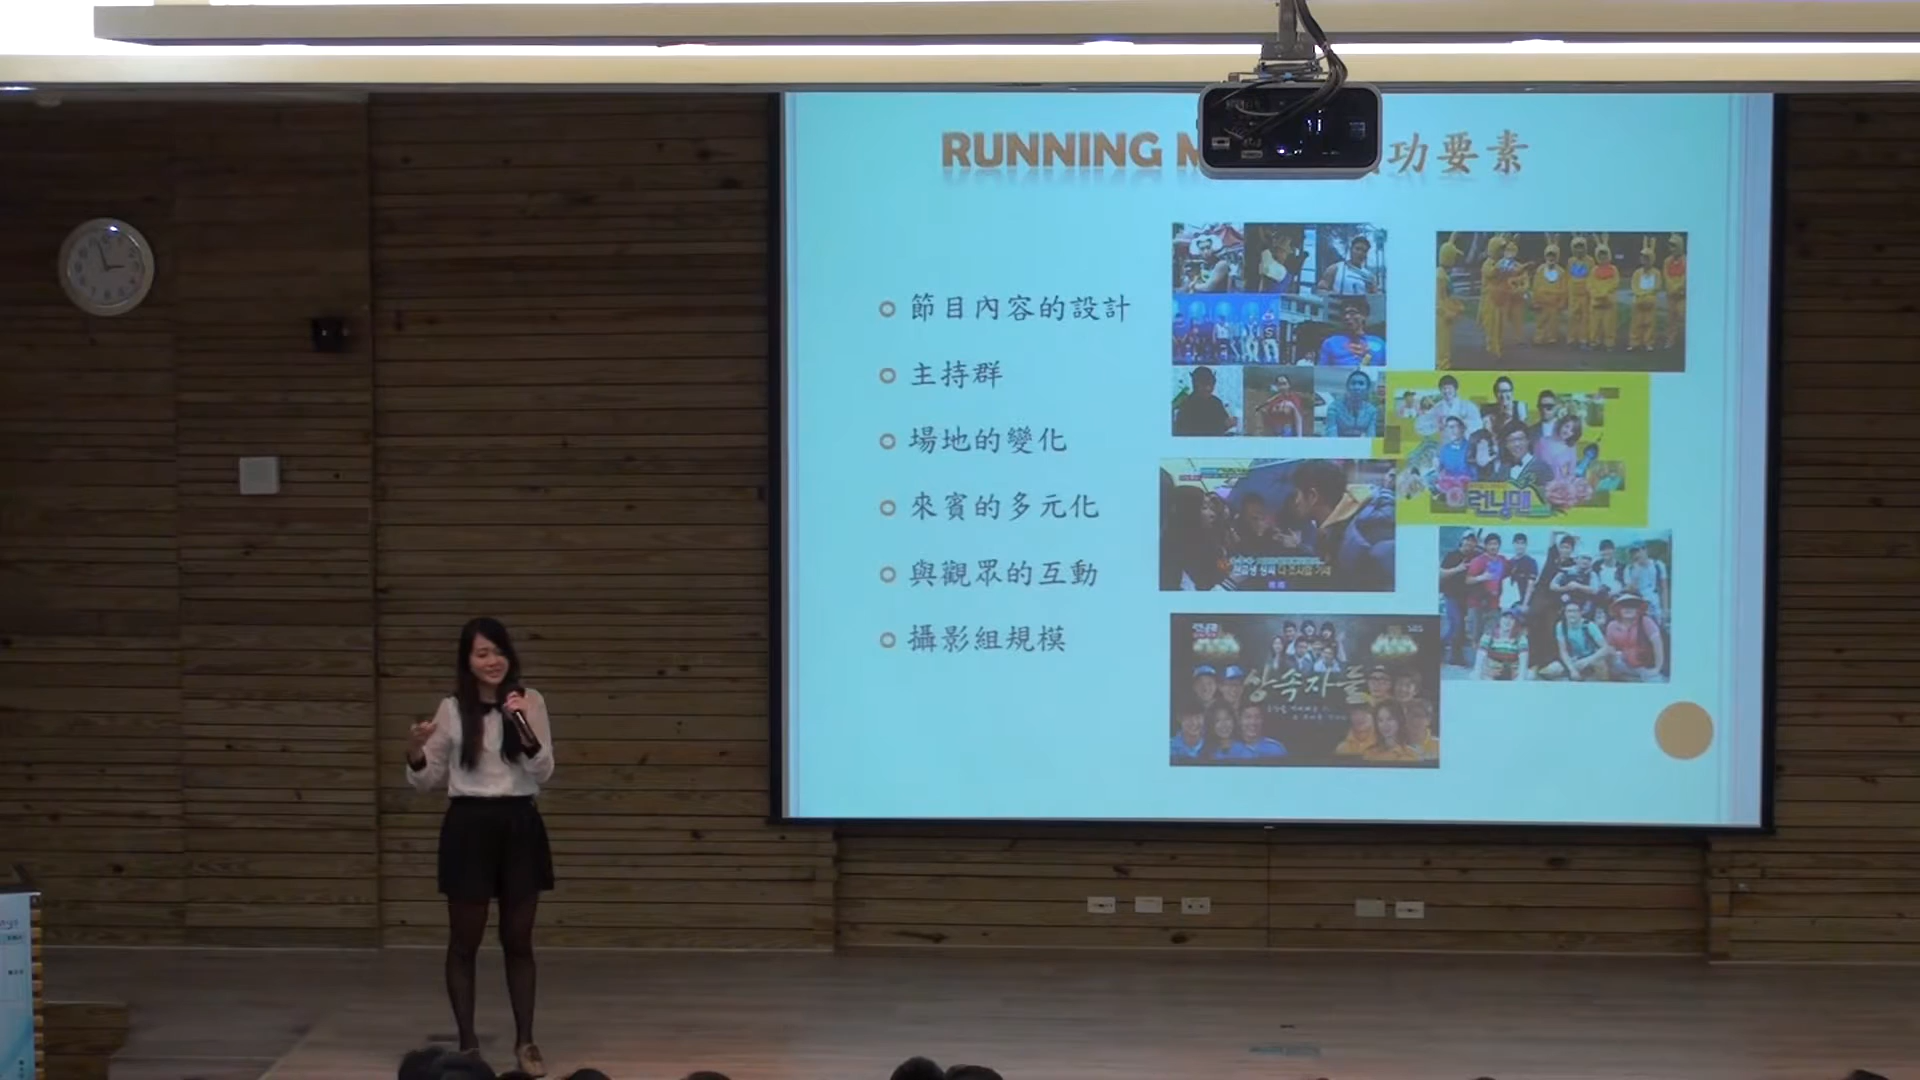 RUNNING M 功要素
節目內容的設計
主持群
場地的變化
來賓的多元化
與觀眾的互動
攝影組規模
런닝맨
상속자들
SBS